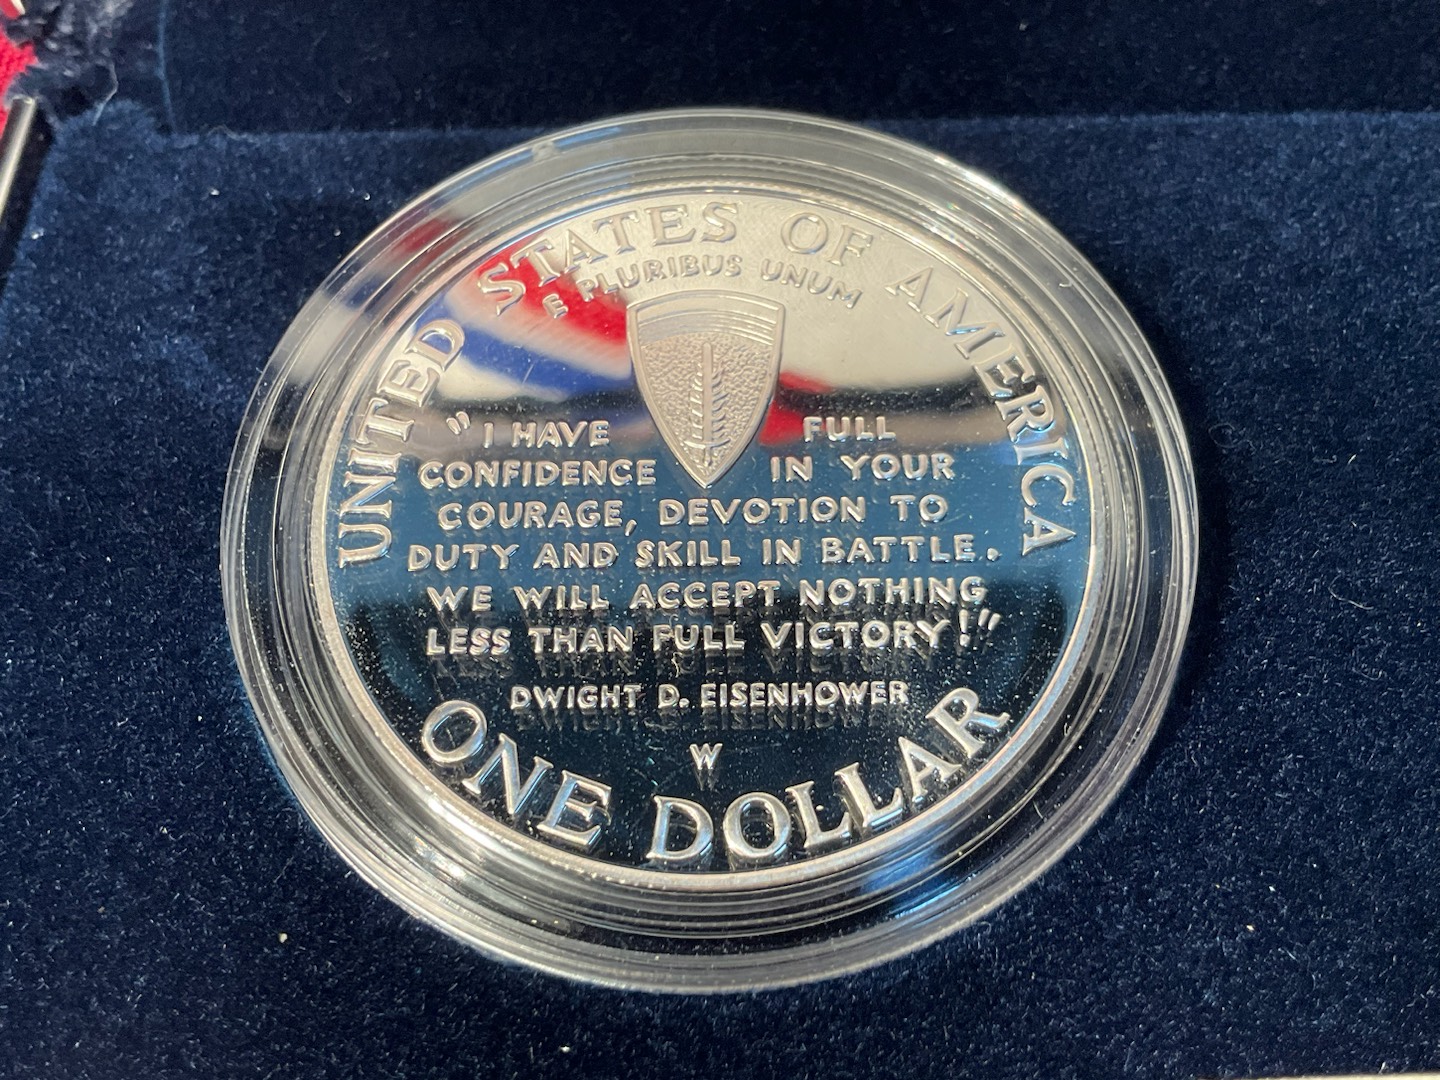 UNITED STATES OF AMERICA
E PLURIBUS UNUM
"I HAVE FULL
CONFIDENCE IN YOUR
COURAGE, DEVOTION TO
DUTY AND SKILL IN BATTLE.
WE WILL ACCEPT NOTHING
LESS THAN FULL VICTORY!"
DWIGHT D. EISENHOWER
W
ONE DOLLAR